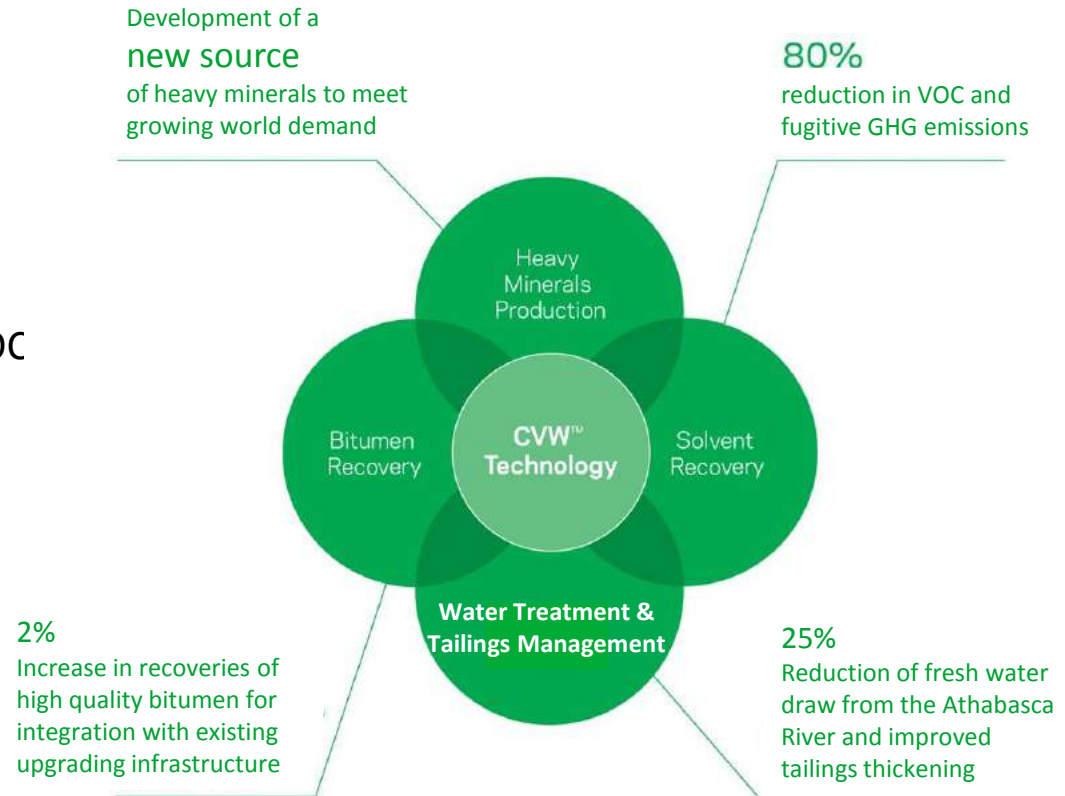 Development of a
new source
of heavy minerals to meet
growing world demand
80%
reduction in VOC and
fugitive GHG emissions
Heavy
Minerals
Production
Bitumen
Recovery
CVW™
Technology
Solvent
Recovery
Water Treatment &
Tailings Management
2%
Increase in recoveries of
high quality bitumen for
integration with existing
upgrading infrastructure
25%
Reduction of fresh water
draw from the Athabasca
River and improved
tailings thickening